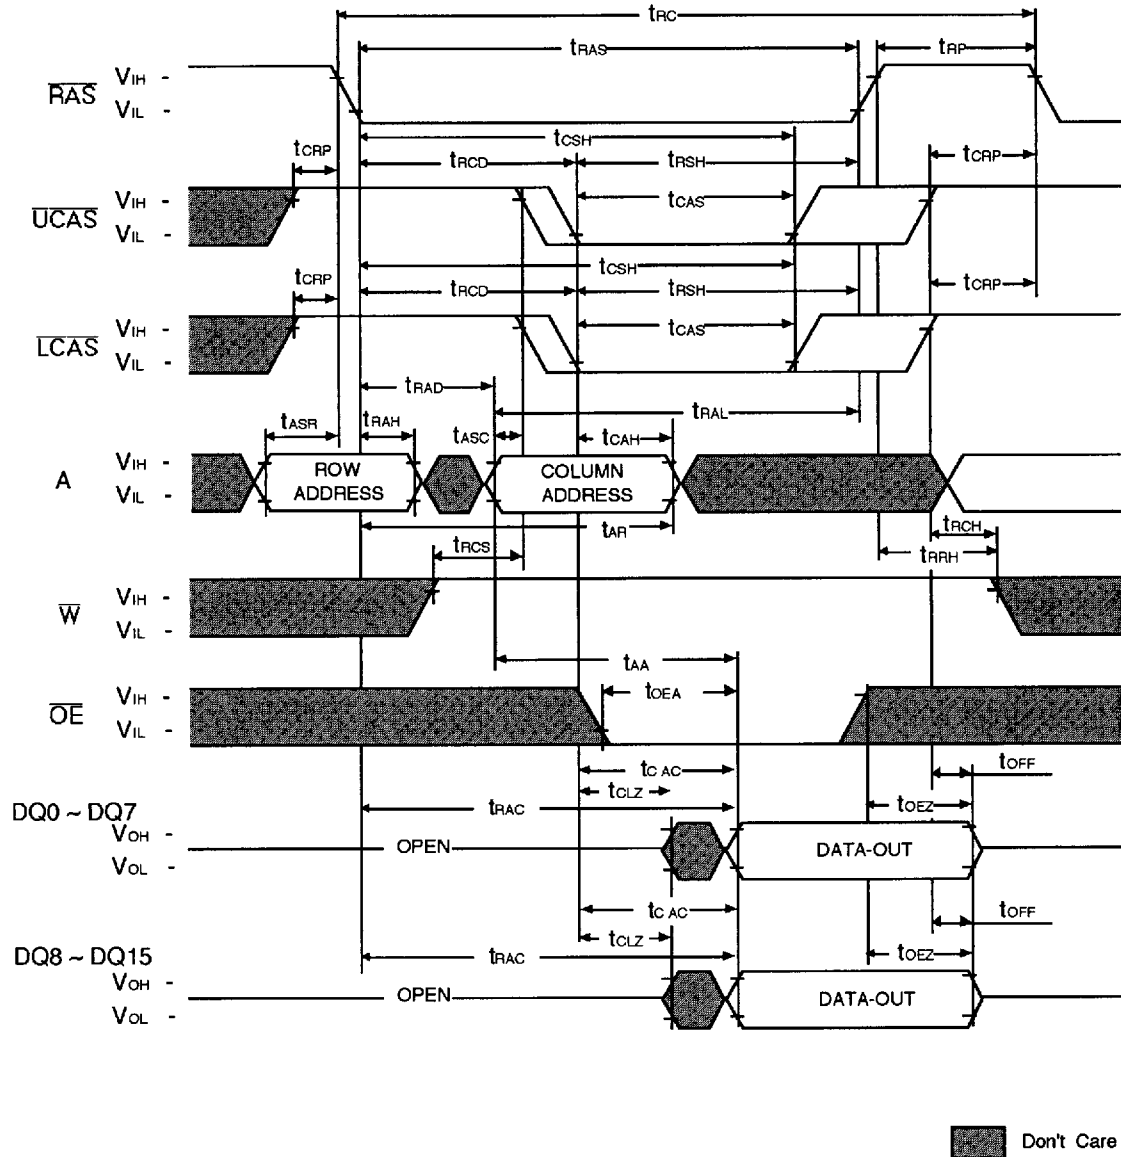 tRC
tRAS tRP
RAS VIH -
VIL -
tCSH
tCRP tRCD tRSH tCRP
UCAS VIH -
VIL -
tCAS
tCSH
tCRP tRCD tRSH tCRP
LCAS VIH -
VIL -
tCAS
tRAD
tRAL
tASR tRAH tASC tCAH
A VIH -
VIL -
ROW ADDRESS
COLUMN ADDRESS
tAR
tRCH
tRCS tRRH
W VIH -
VIL -
tAA
OE VIH -
VIL -
tOEA
tCAC tOFF
tCLZ
tRAC tOEZ
DQ0 ~ DQ7
VOH -
VOL -
OPEN DATA-OUT
tCAC tOFF
tCLZ
tRAC tOEZ
DQ8 ~ DQ15
VOH -
VOL -
OPEN DATA-OUT
Don't Care